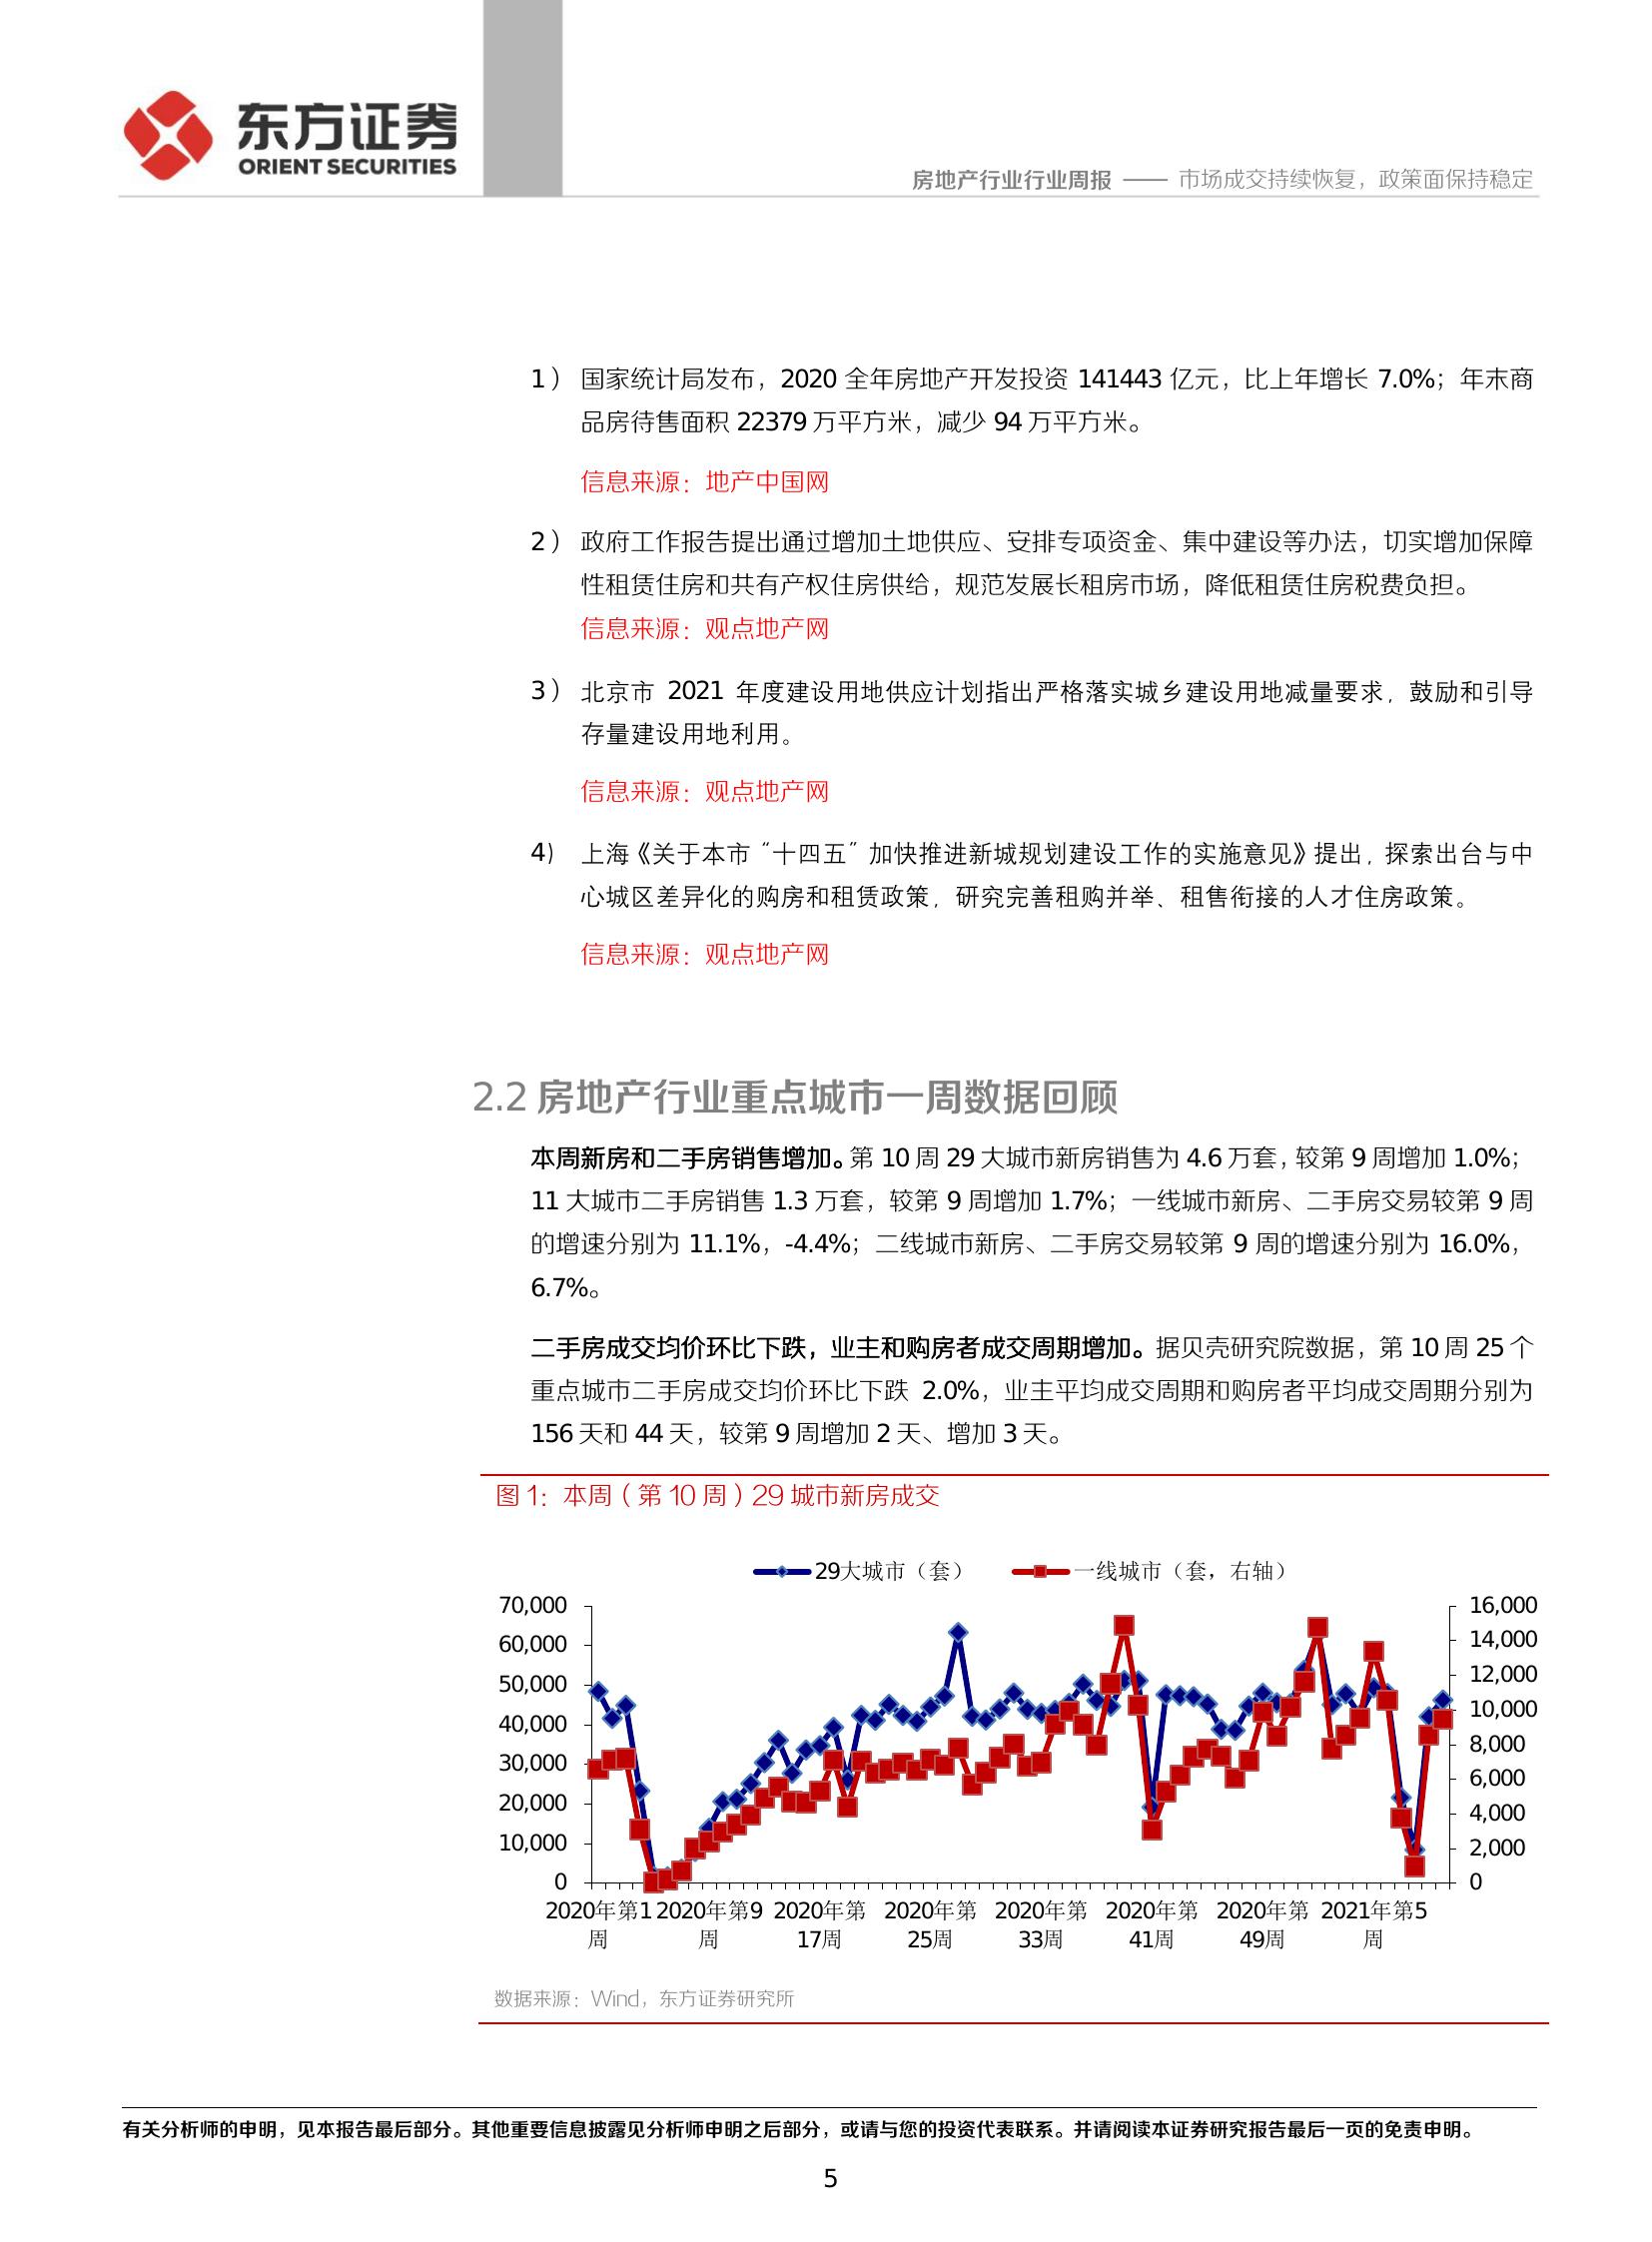 东方证券
ORIENT SECURITIES
房地产行业行业周报 —— 市场成交持续恢复，政策面保持稳定
1） 国家统计局发布，2020 全年房地产开发投资 141443 亿元，比上年增长 7.0%；年末商
品房待售面积 22379 万平方米，减少 94 万平方米。
信息来源：地产中国网
2） 政府工作报告提出通过增加土地供应、安排专项资金、集中建设等办法，切实增加保障
性租赁住房和共有产权住房供给，规范发展长租房市场，降低租赁住房税费负担。
信息来源：观点地产网
3） 北京市 2021 年度建设用地供应计划指出严格落实城乡建设用地减量要求，鼓励和引导
存量建设用地利用。
信息来源：观点地产网
4） 上海《关于本市“十四五”加快推进新城规划建设工作的实施意见》提出，探索出台与中
心城区差异化的购房和租赁政策，研究完善租购并举、租售衔接的人才住房政策。
信息来源：观点地产网
2.2 房地产行业重点城市一周数据回顾
本周新房和二手房销售增加。第 10 周 29 大城市新房销售为 4.6 万套，较第 9 周增加 1.0%；
11 大城市二手房销售 1.3 万套，较第 9 周增加 1.7%；一线城市新房、二手房交易较第 9 周
的增速分别为 11.1%，-4.4%；二线城市新房、二手房交易较第 9 周的增速分别为 16.0%，
6.7%。
二手房成交均价环比下跌，业主和购房者成交周期增加。据贝壳研究院数据，第 10 周 25 个
重点城市二手房成交均价环比下跌 2.0%，业主平均成交周期和购房者平均成交周期分别为
156 天和 44 天，较第 9 周增加 2 天、增加 3 天。
图 1：本周（第 10 周）29 城市新房成交
29大城市（套） 一线城市（套，右轴）
70,000 16,000
60,000 14,000
50,000 12,000
40,000 10,000
30,000 8,000
20,000 6,000
10,000 4,000
0 2,000
0
2020年第1周 2020年第9周 2020年第17周 2020年第25周 2020年第33周 2020年第41周 2020年第49周 2021年第5周
数据来源：Wind，东方证券研究所
有关分析师的申明，见本报告最后部分。其他重要信息披露见分析师申明之后部分，或请与您的投资代表联系。并请阅读本证券研究报告最后一页的免责申明。
5